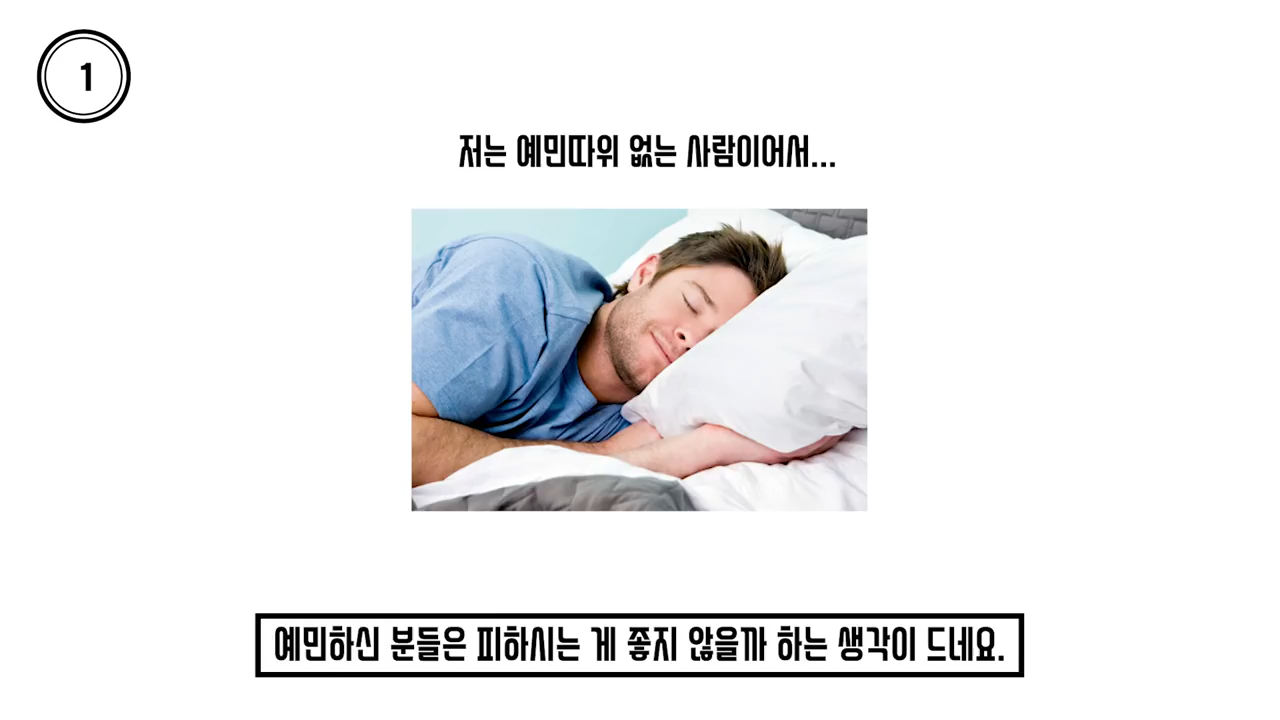 1
저는 예민따위 없는 사람이어서...
예민하신 분들은 피하시는 게 좋지 않을까 하는 생각이 드네요.